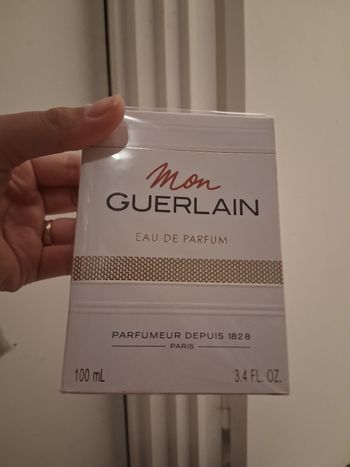 Mon
GUERLAIN
EAU DE PARFUM
PARFUMEUR DEPUIS 1828
PARIS
100 mL 3.4 FL. OZ.